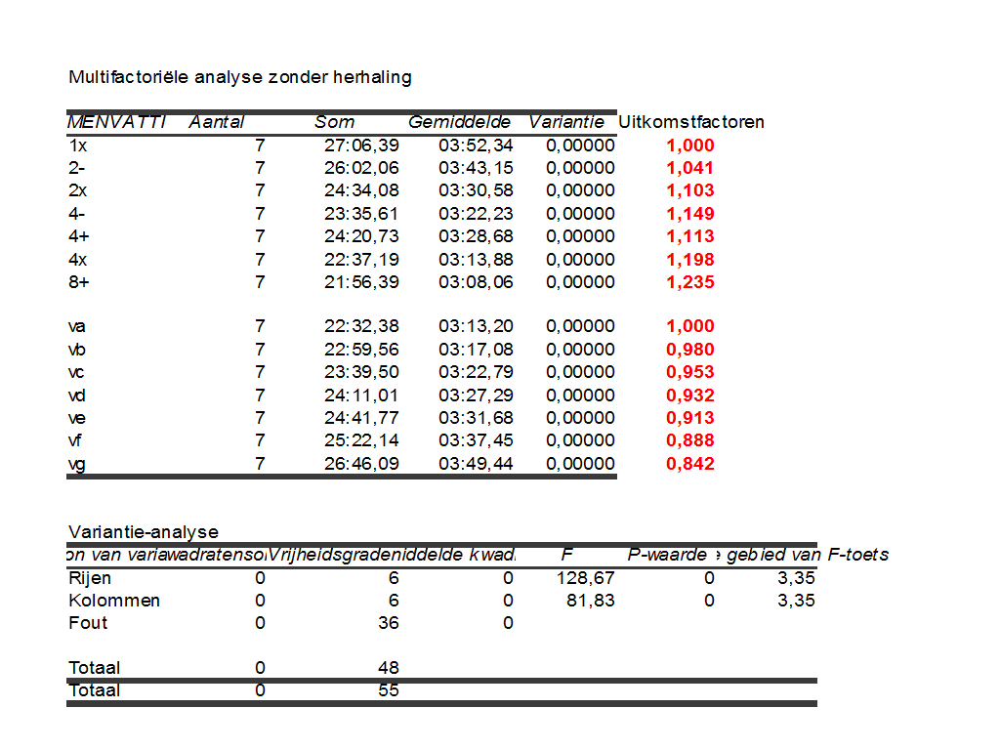 Multifactoriële analyse zonder herhaling
MENVATTI Aantal Som Gemiddelde Variantie Uitkomstfactoren
1x 7 27:06,39 03:52,34 0,00000 1,000
2- 7 26:02,06 03:43,15 0,00000 1,041
2x 7 24:34,08 03:30,58 0,00000 1,103
4- 7 23:35,61 03:22,23 0,00000 1,149
4+ 7 24:20,73 03:28,68 0,00000 1,113
4x 7 22:37,19 03:13,88 0,00000 1,198
8+ 7 21:56,39 03:08,06 0,00000 1,235
va 7 22:32,38 03:13,20 0,00000 1,000
vb 7 22:59,56 03:17,08 0,00000 0,980
vc 7 23:39,50 03:22,79 0,00000 0,953
vd 7 24:11,01 03:27,29 0,00000 0,932
ve 7 24:41,77 03:31,68 0,00000 0,913
vf 7 25:22,14 03:37,45 0,00000 0,888
vg 7 26:46,09 03:49,44 0,00000 0,842
Variantie-analyse
on van variawadratensoi Vrijheidsgradeniddelde kwad. F P-waarde e gebied van F-toets
Rijen 0 6 0 128,67 0 3,35
Kolommen 0 6 0 81,83 0 3,35
Fout 0 36 0
Totaal 0 48
Totaal 0 55